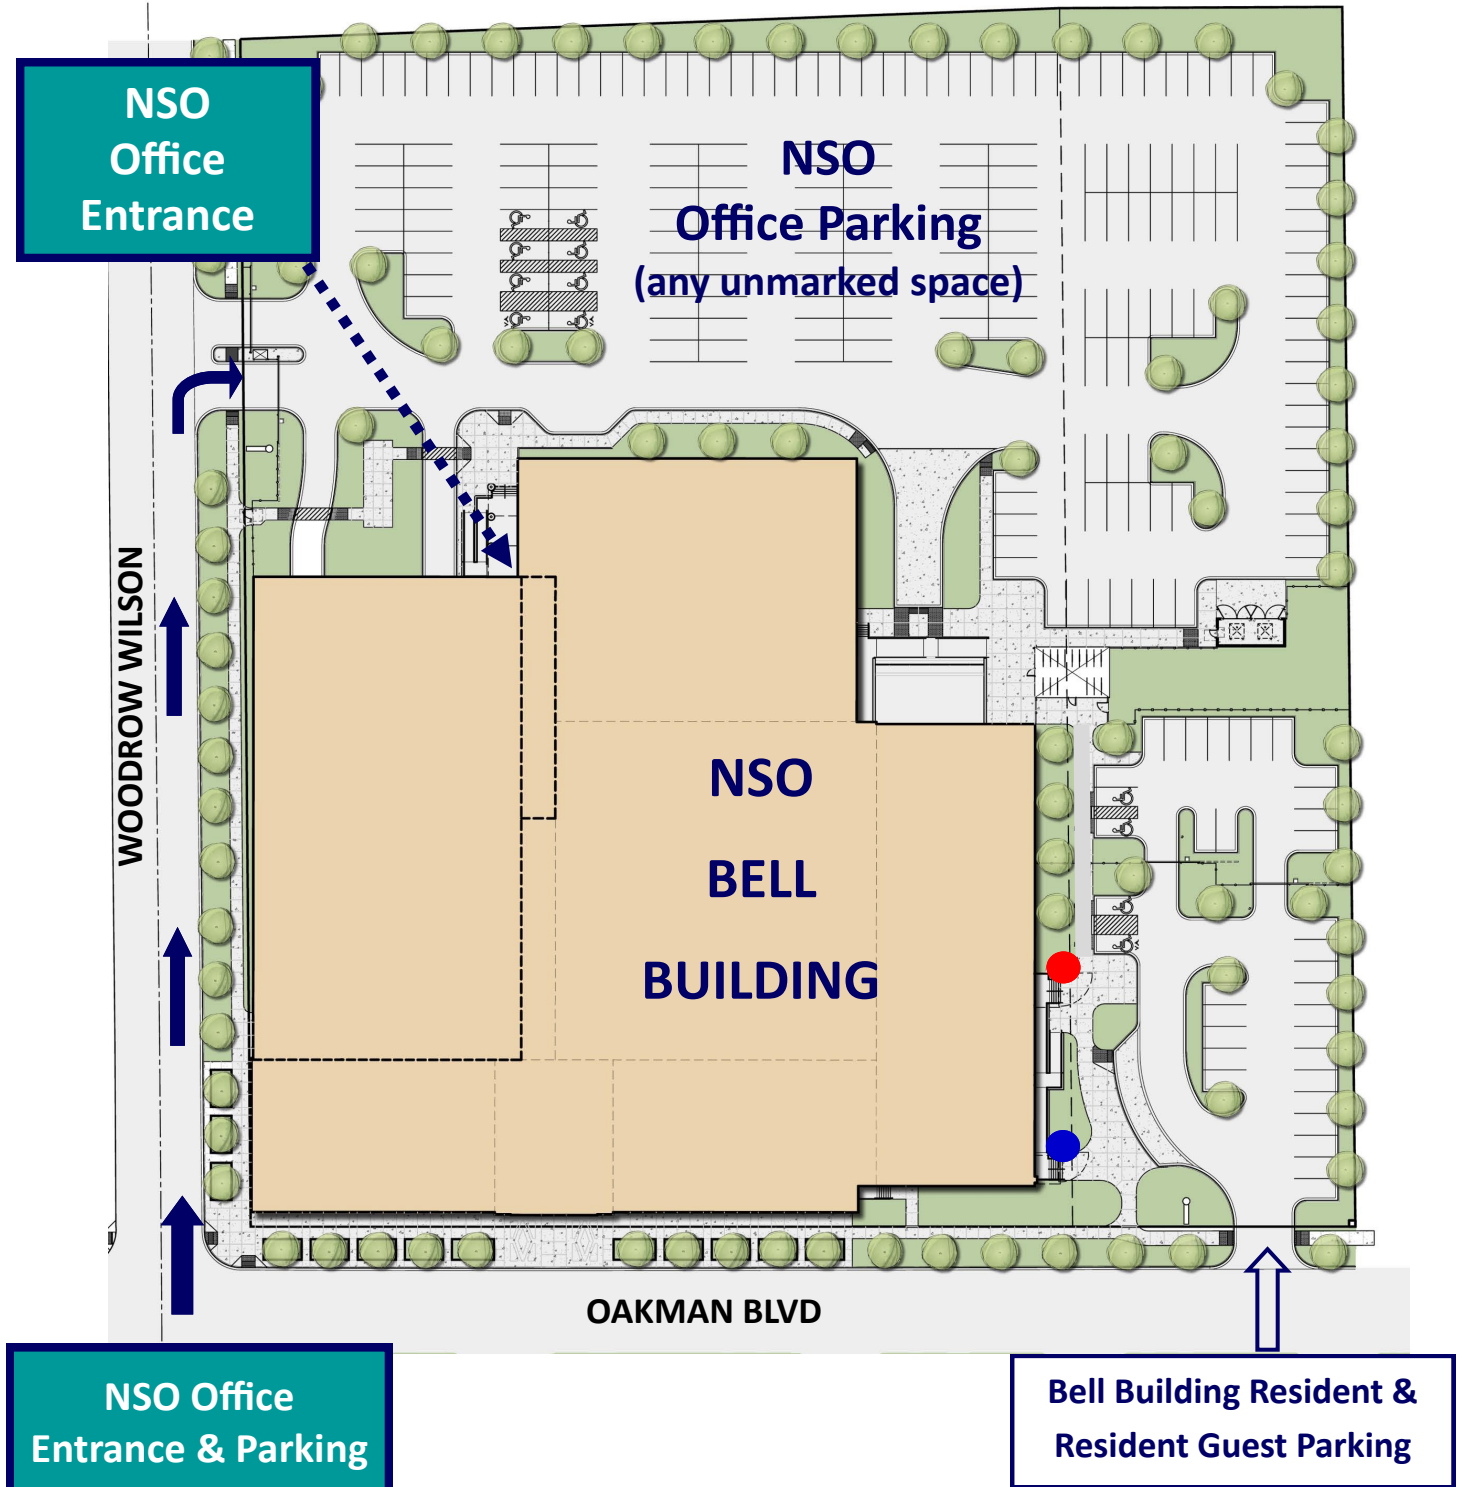 NSO
Office
Entrance
NSO
Office Parking
(any unmarked space)
WOODROW WILSON
NSO
BELL
BUILDING
OAKMAN BLVD
NSO Office
Entrance & Parking
Bell Building Resident &
Resident Guest Parking